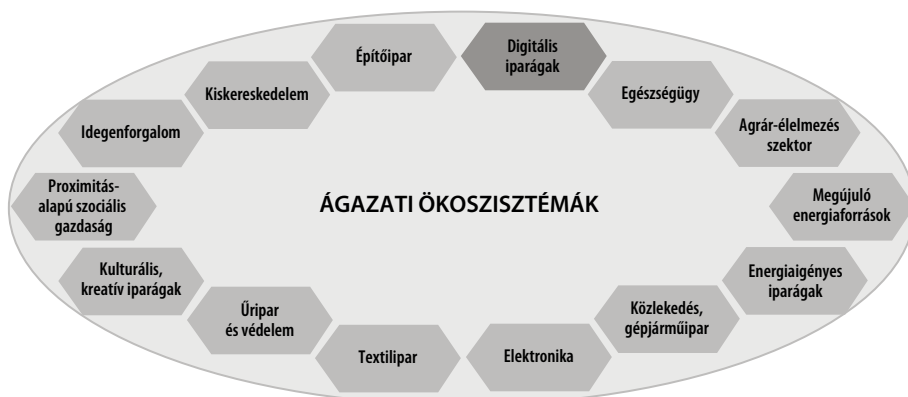 Építőipar
Digitális
iparágak
Kiskereskedelem
Egészségügy
Idegenforgalom
Agrár-élelmezés
szektor
Proximitás-
alapú szociális
gazdaság
ÁGAZATI ÖKOSZISZTÉMÁK
Megújuló
energiaforrások
Kulturális,
kreatív iparágak
Energiaigényes
iparágak
Űripar
és védelem
Közlekedés,
gépjárműipar
Textilipar
Elektronika